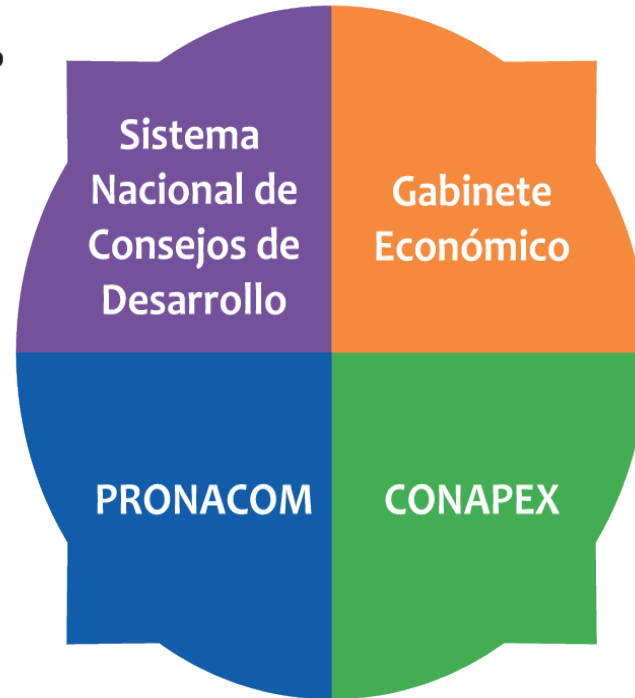 Sistema
Nacional de
Consejos de
Desarrollo
Gabinete
Económico
PRONACOM
CONAPEX